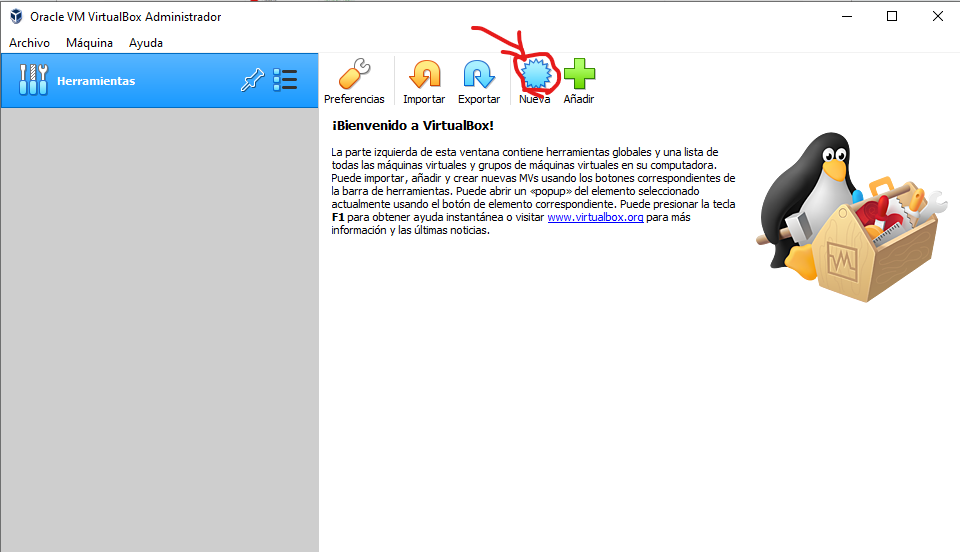 Oracle VM VirtualBox Administrador
Archivo Máquina Ayuda
Herramientas
Preferencias Importar Exportar Nueva Añadir
¡Bienvenido a VirtualBox!
La parte izquierda de esta ventana contiene herramientas globales y una lista de
todas las máquinas virtuales y grupos de máquinas virtuales en su computadora.
Puede importar, añadir y crear nuevas MVs usando los botones correspondientes de
la barra de herramientas. Puede abrir un «popup» del elemento seleccionado
actualmente usando el botón de elemento correspondiente. Puede presionar la tecla
F1 para obtener ayuda instantánea o visitar www.virtualbox.org para más
información y las últimas noticias.